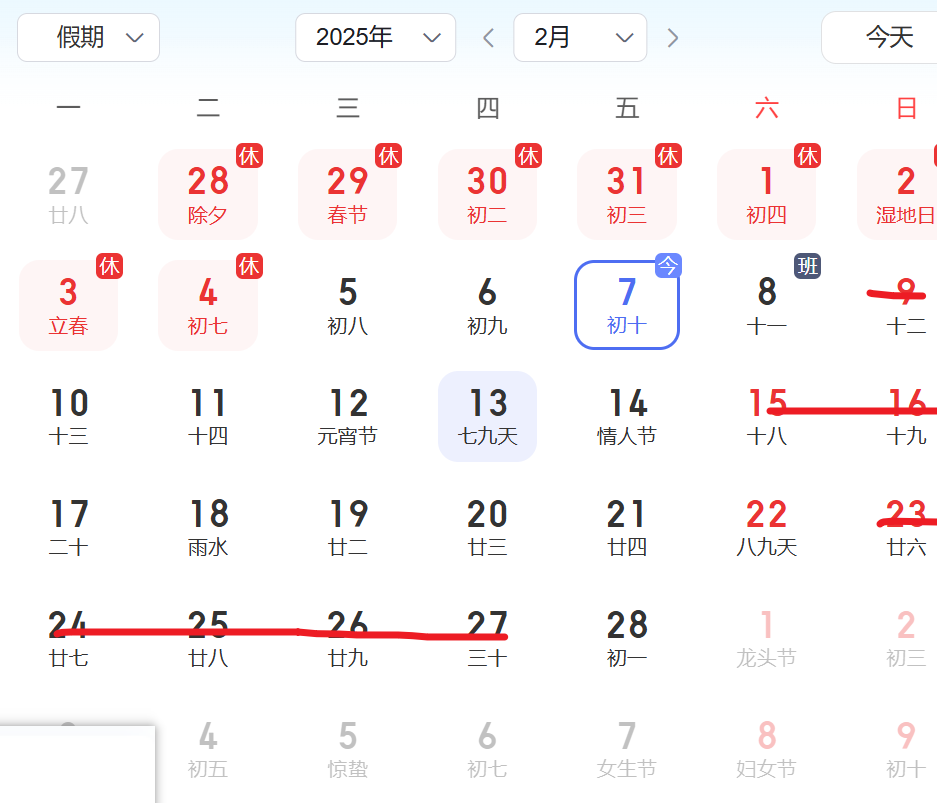 假期 2025年 2月 今天
一 二 三 四 五 六 日
休 休 休 休 休
27 28 29 30 31 1 2
廿八 除夕 春节 初二 初三 初四 湿地日
休 休 今 班
3 4 5 6 7 8 9
立春 初七 初八 初九 初十 十一 十二
10 11 12 13 14 15 16
十三 十四 元宵节 七九天 情人节 十八 十九
17 18 19 20 21 22 23
二十 雨水 廿二 廿三 廿四 八九天 廿六
24 25 26 27 28 1 2
廿七 廿八 廿九 三十 初一 龙头节 初三
4 5 6 7 8 9
初五 惊蛰 初七 女生节 妇女节 初十